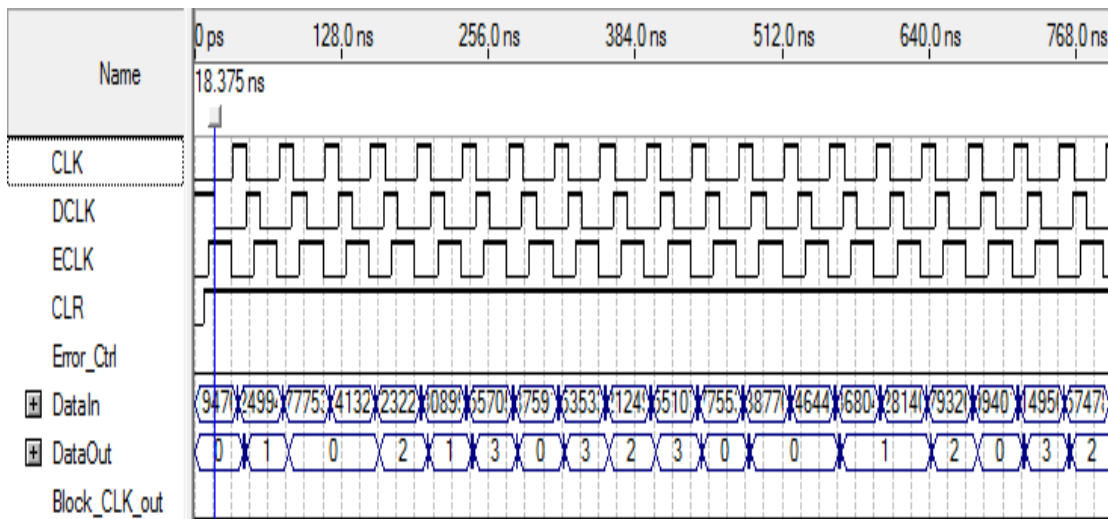 Name
0 ps 128.0 ns 256.0 ns 384.0 ns 512.0 ns 640.0 ns 768.0 ns
18.375 ns
CLK
DCLK
ECLK
CLR
Error_Ctrl
DataIn
DataOut 0 1 0 2 1 3 0 3 2 3 0 0 1 2 0 3 2
Block_CLK_out